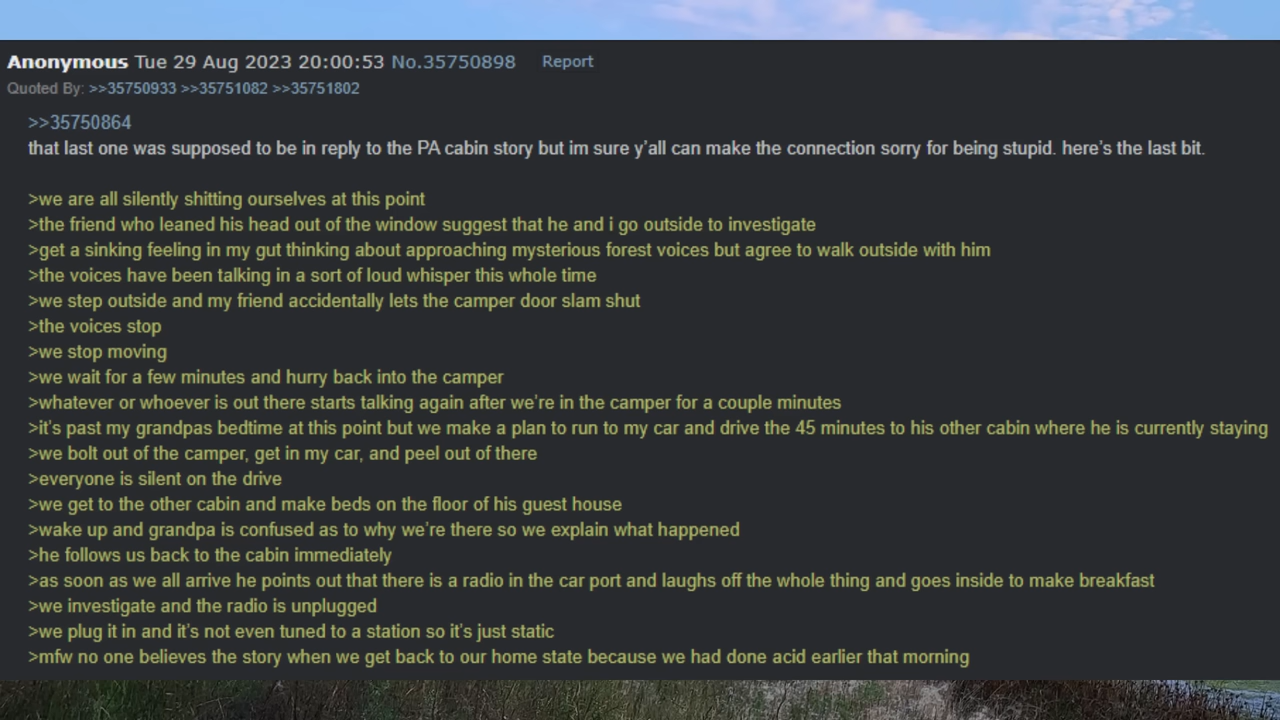 Anonymous Tue 29 Aug 2023 20:00:53 No.35750898 Report
Quoted By: >>35750933 >>35751082 >>35751802
>>35750864
that last one was supposed to be in reply to the PA cabin story but im sure y'all can make the connection sorry for being stupid. here's the last bit.
>we are all silently shitting ourselves at this point
>the friend who leaned his head out of the window suggest that he and i go outside to investigate
>get a sinking feeling in my gut thinking about approaching mysterious forest voices but agree to walk outside with him
>the voices have been talking in a sort of loud whisper this whole time
>we step outside and my friend accidentally lets the camper door slam shut
>the voices stop
>we stop moving
>we wait for a few minutes and hurry back into the camper
>whatever or whoever is out there starts talking again after we're in the camper for a couple minutes
>it's past my grandpas bedtime at this point but we make a plan to run to my car and drive the 45 minutes to his other cabin where he is currently staying
>we bolt out of the camper, get in my car, and peel out of there
>everyone is silent on the drive
>we get to the other cabin and make beds on the floor of his guest house
>wake up and grandpa is confused as to why we're there so we explain what happened
>he follows us back to the cabin immediately
>as soon as we all arrive he points out that there is a radio in the car port and laughs off the whole thing and goes inside to make breakfast
>we investigate and the radio is unplugged
>we plug it in and it's not even tuned to a station so it's just static
>mfw no one believes the story when we get back to our home state because we had done acid earlier that morning